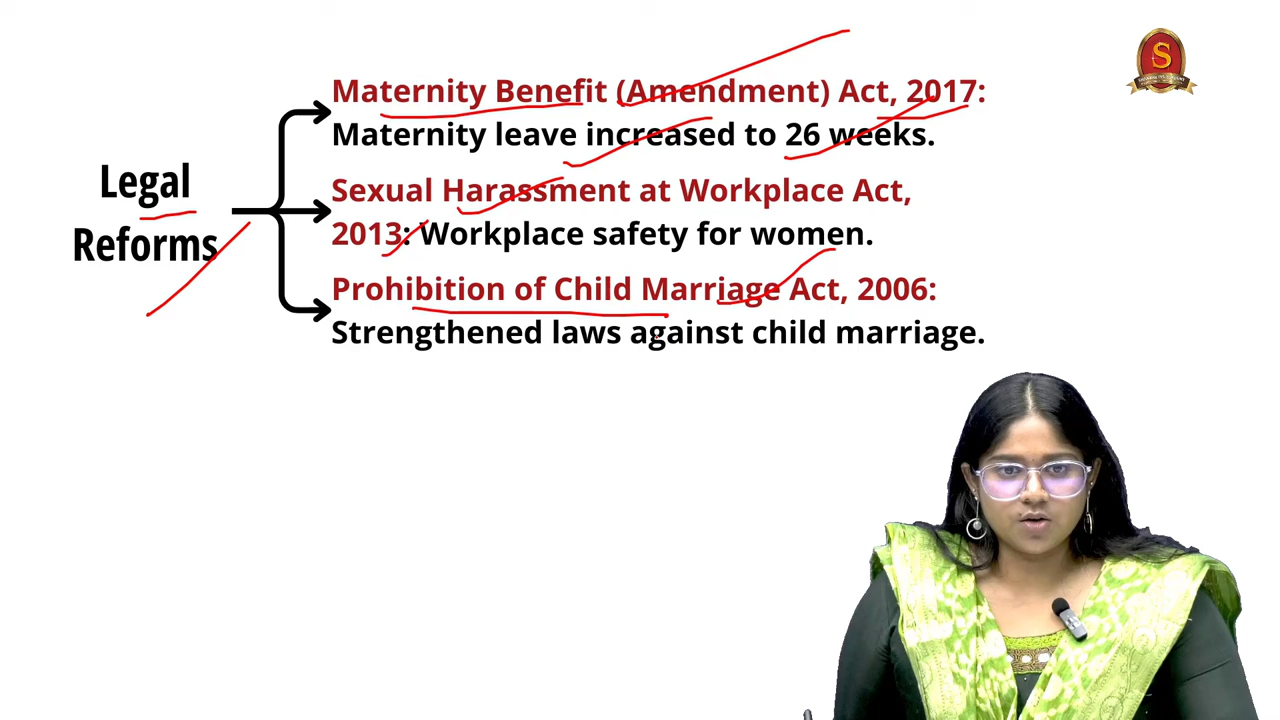 S
Legal
Reforms
Maternity Benefit (Amendment) Act, 2017:
Maternity leave increased to 26 weeks.
Sexual Harassment at Workplace Act,
2013: Workplace safety for women.
Prohibition of Child Marriage Act, 2006:
Strengthened laws against child marriage.